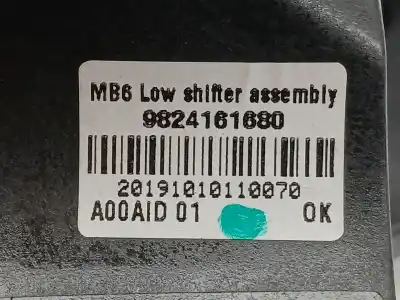 MB6 Low shifter assembly
9824161680
20191010110070
A00AID 01 OK